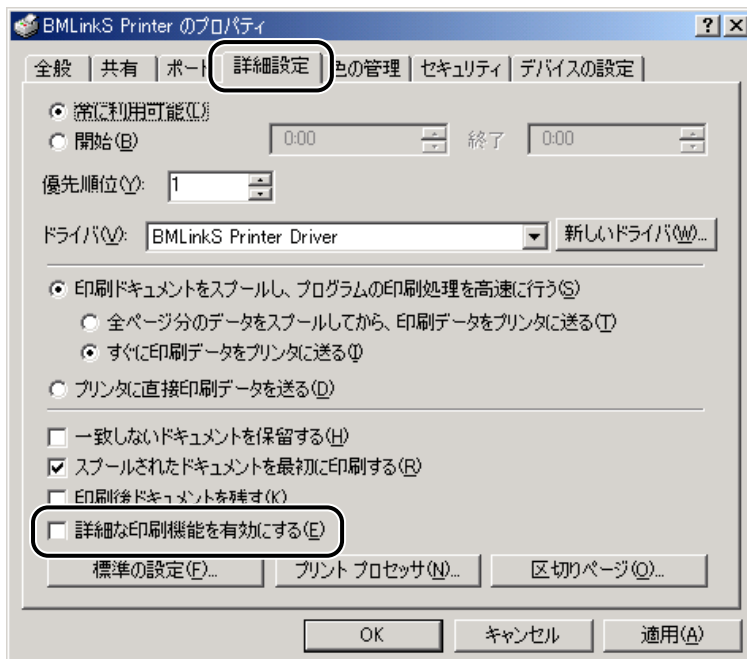 BMLinkS Printer のプロパティ
全般 共有 ポート 詳細設定 色の管理 セキュリティ デバイスの設定
常に利用可能(L)
開始(B) 0:00 終了 0:00
優先順位(Y): 1
ドライバ(V): BMLinkS Printer Driver 新しいドライバ(W)...
印刷ドキュメントをスプールし、プログラムの印刷処理を高速に行う(S)
全ページ分のデータをスプールしてから、印刷データをプリンタに送る(T)
すぐに印刷データをプリンタに送る(I)
プリンタに直接印刷データを送る(D)
一致しないドキュメントを保留する(H)
スプールされたドキュメントを最初に印刷する(R)
印刷後ドキュメントを残す(K)
詳細な印刷機能を有効にする(E)
標準の設定(F)... プリント プロセッサ(N)... 区切りページ(O)...
OK キャンセル 適用(A)